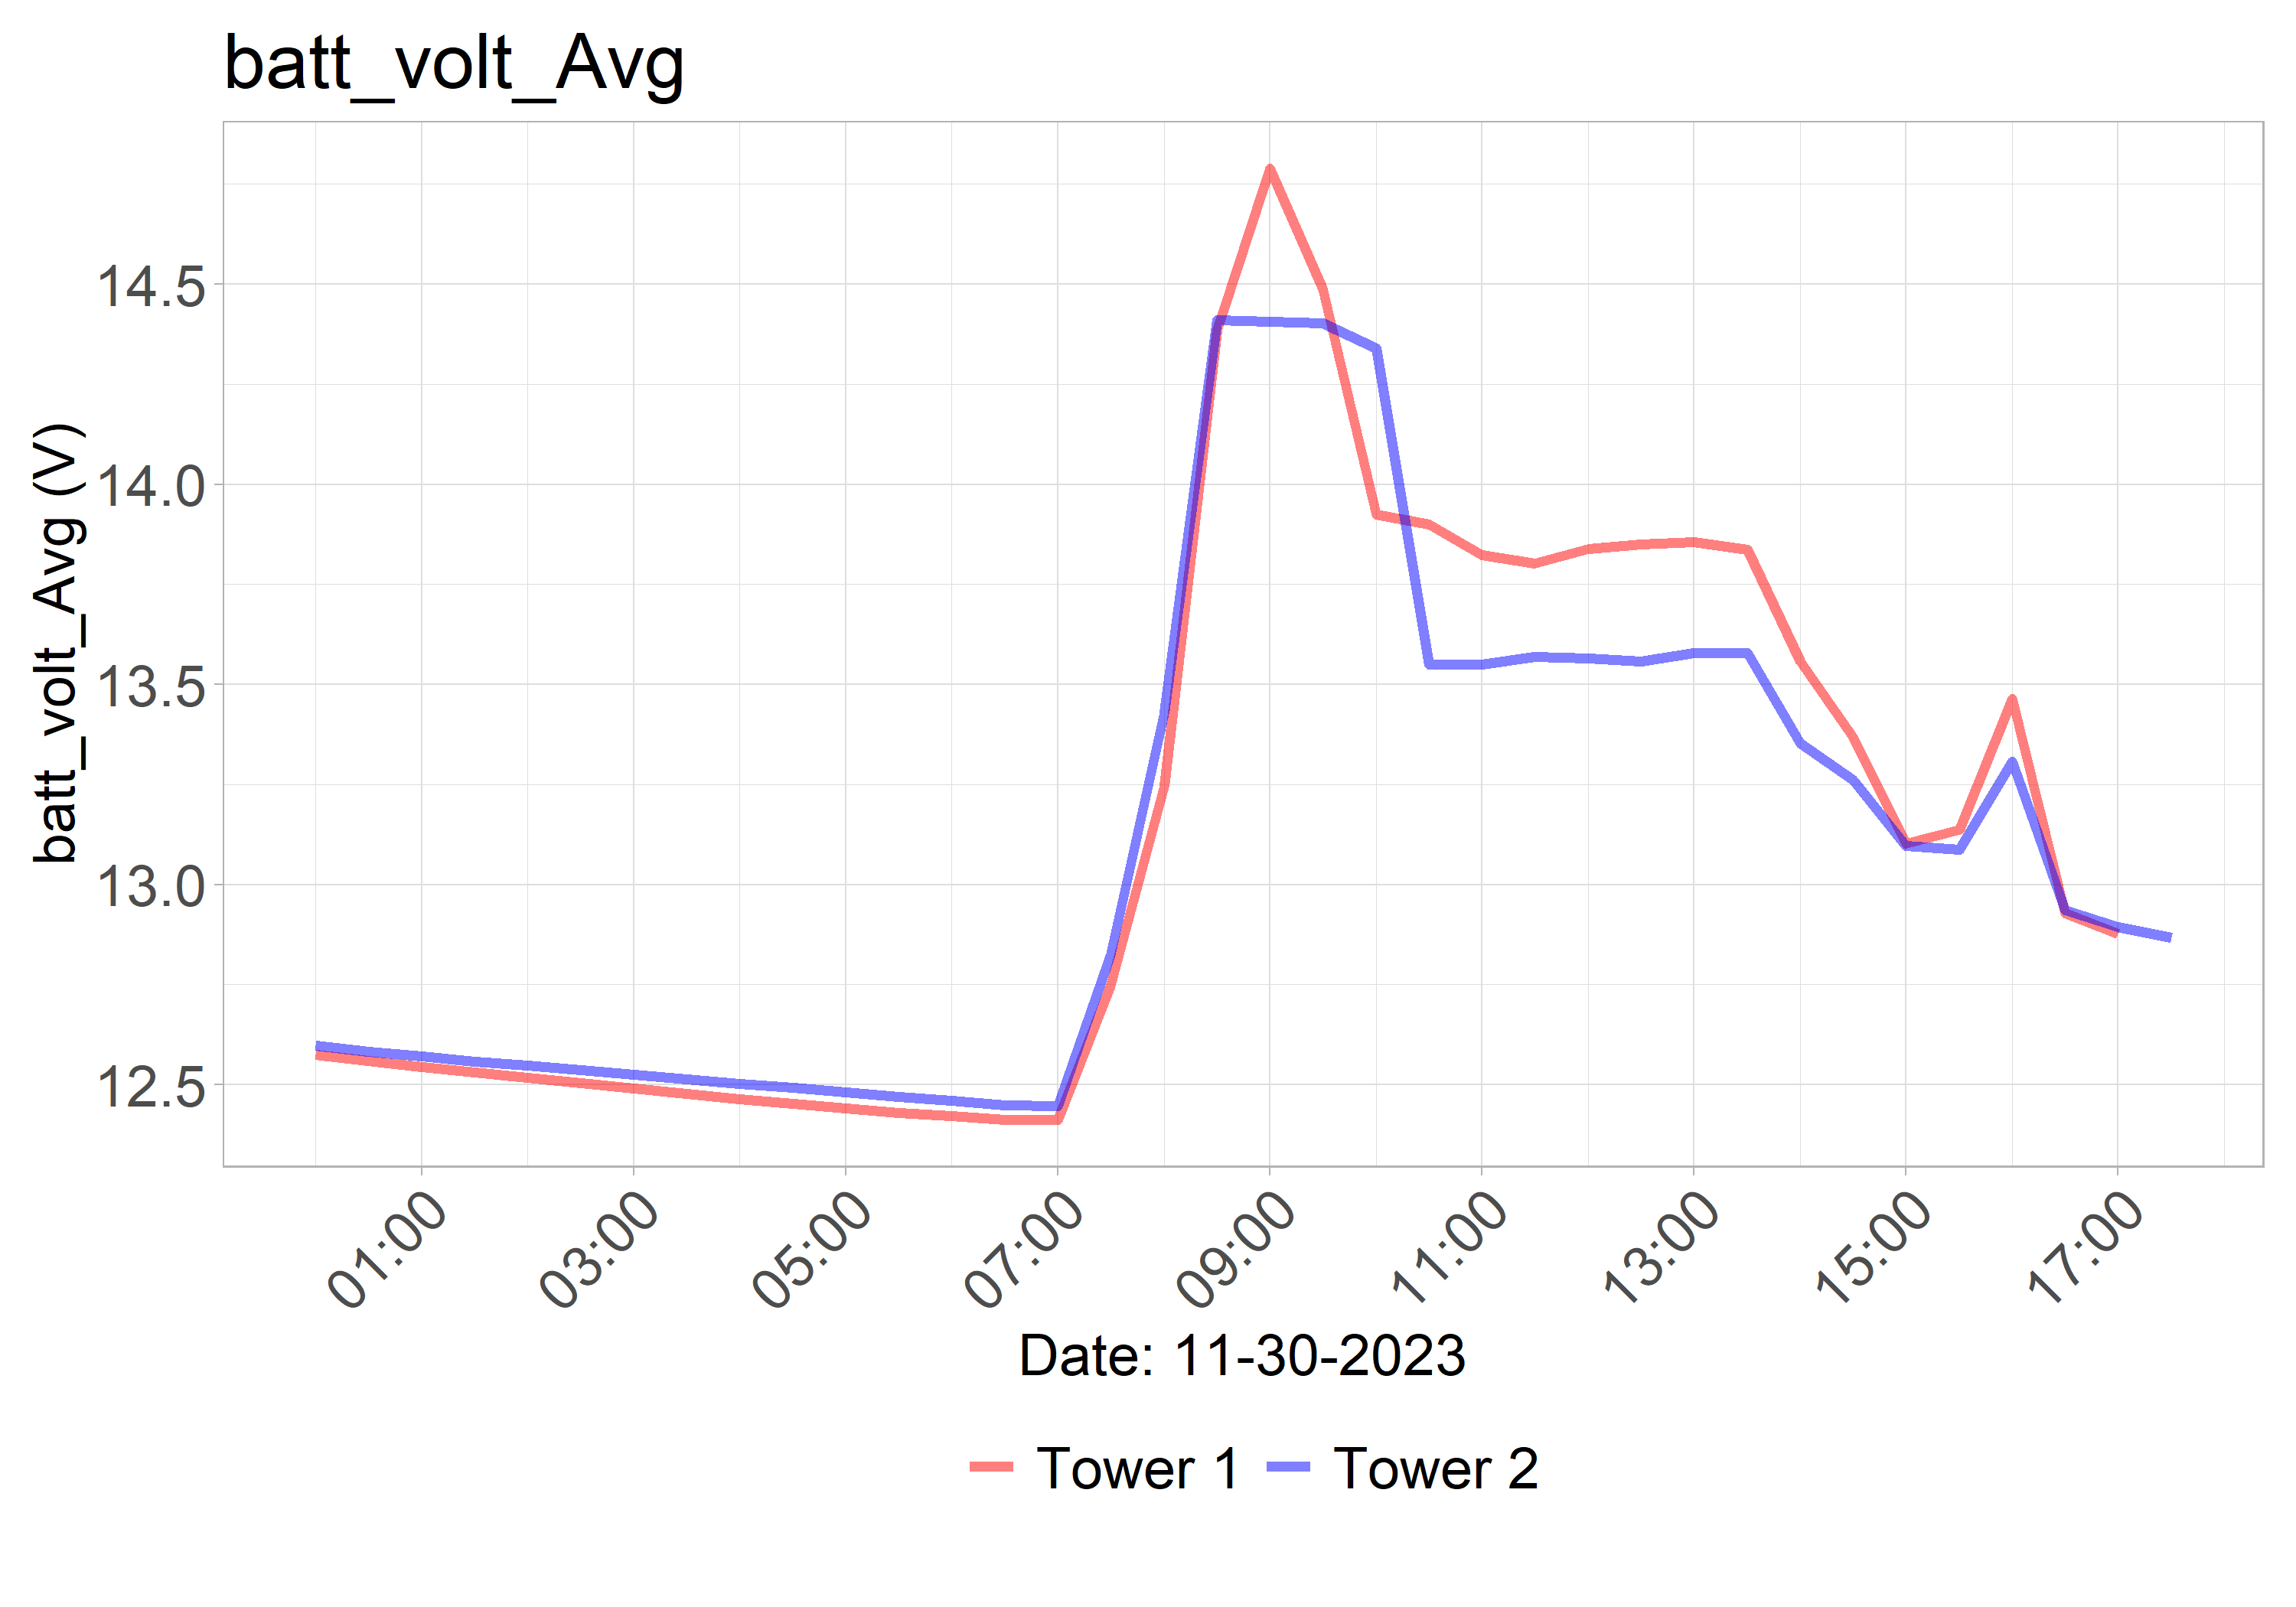 batt_volt_Avg
batt_volt_Avg (V)
14.5
14.0
13.5
13.0
12.5
01:00 03:00 05:00 07:00 09:00 11:00 13:00 15:00 17:00
Date: 11-30-2023
Tower 1 Tower 2